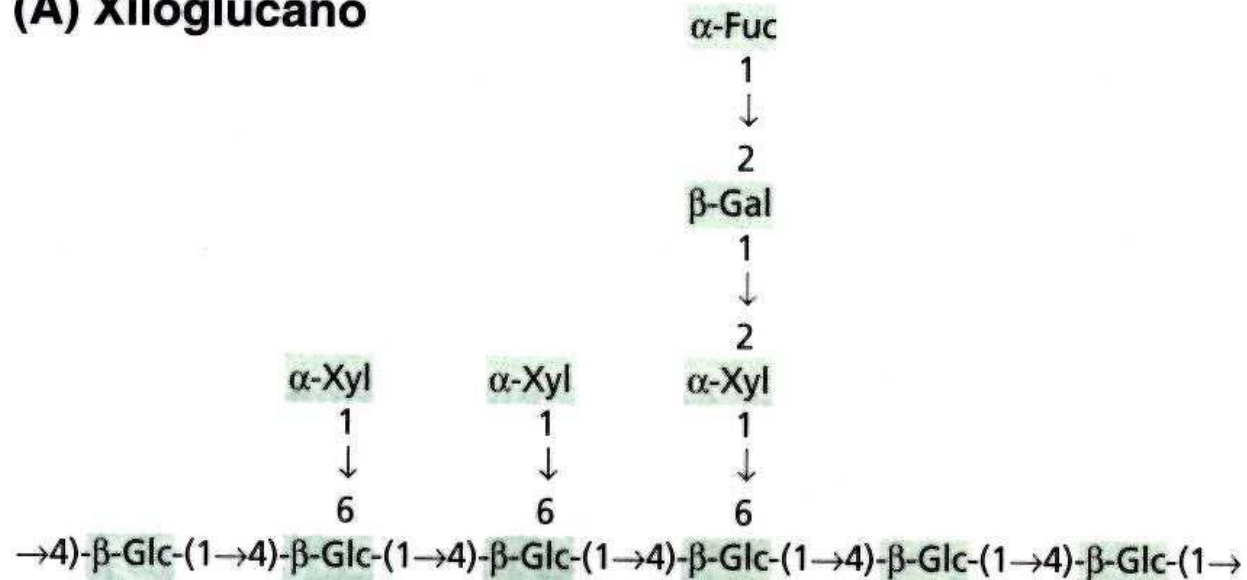 (A) Xiloglucano
α-Fuc
1
↓
2
β-Gal
1
↓
2
α-Xyl α-Xyl α-Xyl
1 1 1
↓ ↓ ↓
6 6 6
→4)-β-Glc-(1→4)-β-Glc-(1→4)-β-Glc-(1→4)-β-Glc-(1→4)-β-Glc-(1→4)-β-Glc-(1→